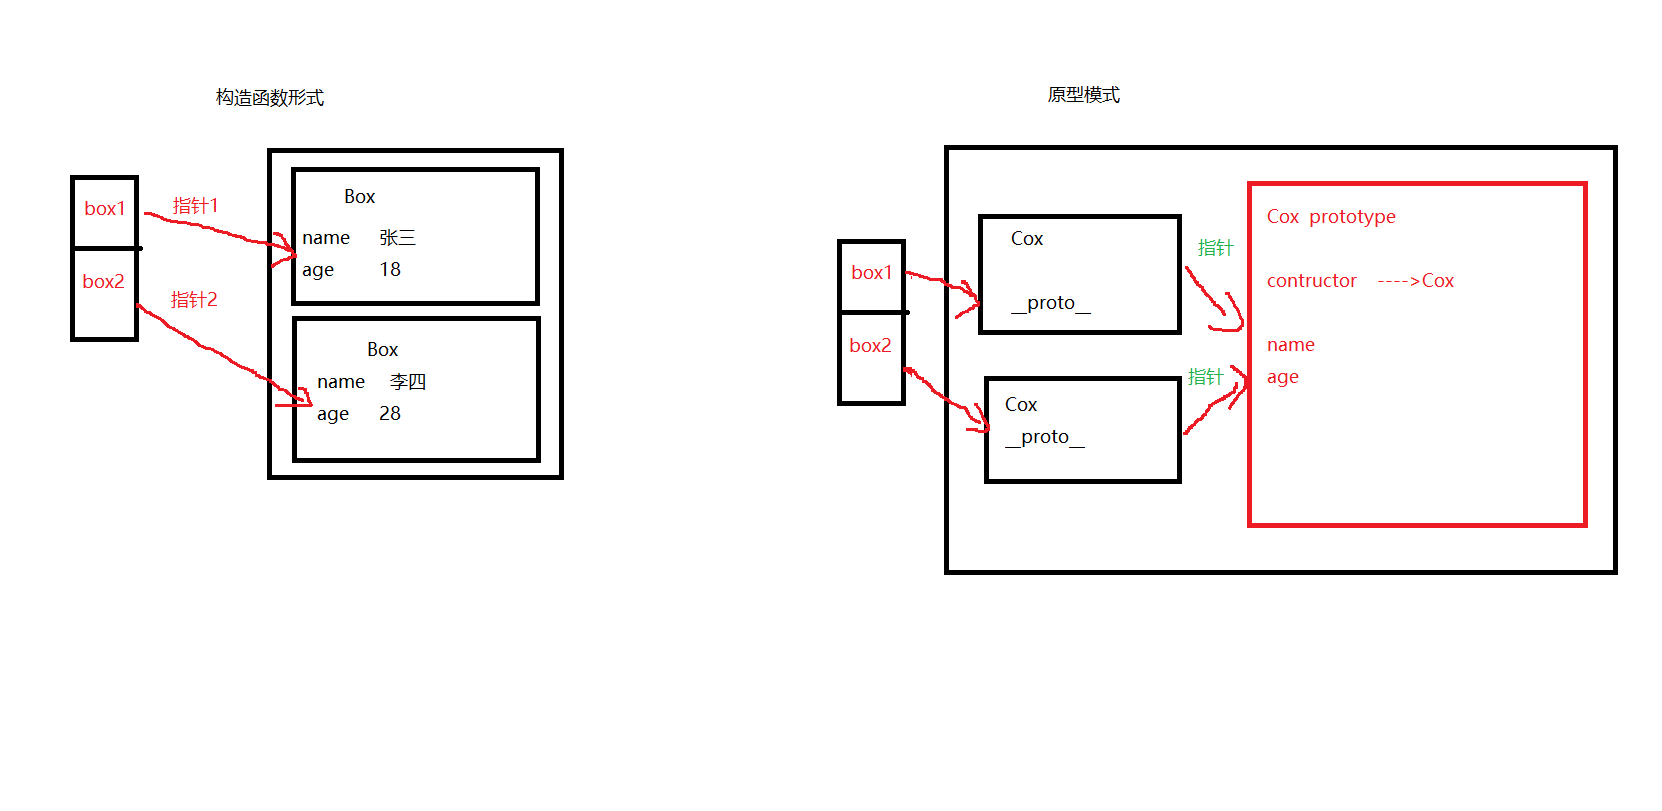 构造函数形式
box1
指针1
box2
指针2
Box
name 张三
age 18
Box
name 李四
age 28
原型模式
box1
box2
Cox
__proto__
指针
Cox
__proto__
指针
Cox prototype
contructor ---->Cox
name
age